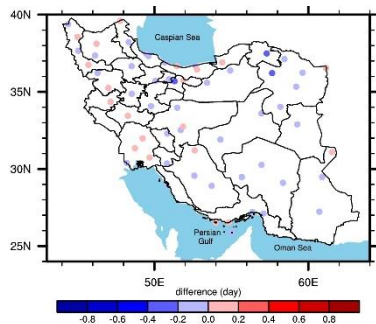 40N
Caspian Sea
35N
30N
Persian
Gulf
Oman Sea
25N
50E 60E
difference (day)
-0.8 -0.6 -0.4 -0.2 0.0 0.2 0.4 0.6 0.8